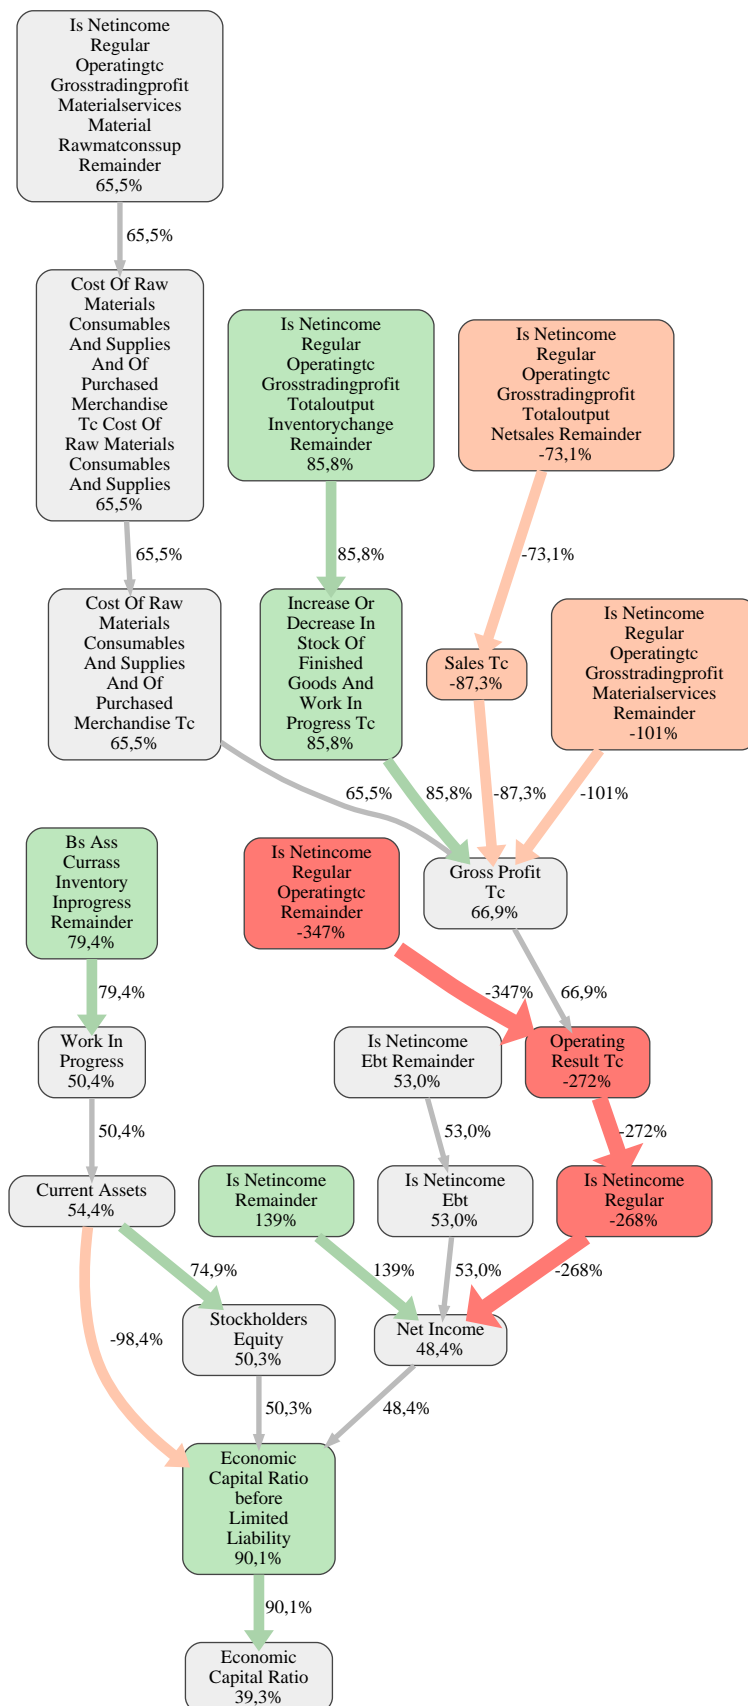 Is Netincome
Regular
Operatingtc
Grosstradingprofit
Materialservices
Material
Rawmatconssup
Remainder
65,5%
65,5%
Cost Of Raw
Materials
Consumables
And Supplies
And Of
Purchased
Merchandise
Tc Cost Of
Raw Materials
Consumables
And Supplies
65,5%
Is Netincome
Regular
Operatingtc
Grosstradingprofit
Totaloutput
Inventorychange
Remainder
85,8%
Is Netincome
Regular
Operatingtc
Grosstradingprofit
Totaloutput
Netsales Remainder
-73,1%
65,5%
85,8%
-73,1%
Cost Of Raw
Materials
Consumables
And Supplies
And Of
Purchased
Merchandise Tc
65,5%
Increase Or
Decrease In
Stock Of
Finished
Goods And
Work In
Progress Tc
85,8%
Sales Tc
-87,3%
Is Netincome
Regular
Operatingtc
Grosstradingprofit
Materialservices
Remainder
-101%
65,5%
85,8%
-87,3%
-101%
Bs Ass
Currass
Inventory
Inprogress
Remainder
79,4%
Is Netincome
Regular
Operatingtc
Remainder
-347%
Gross Profit
Tc
66,9%
79,4%
-347%
66,9%
Work In
Progress
50,4%
Is Netincome
Ebt Remainder
53,0%
Operating
Result Tc
-272%
50,4%
53,0%
-272%
Current Assets
54,4%
Is Netincome
Remainder
139%
Is Netincome
Ebt
53,0%
Is Netincome
Regular
-268%
74,9%
139%
53,0%
-268%
-98,4%
Stockholders
Equity
50,3%
Net Income
48,4%
50,3%
48,4%
Economic
Capital Ratio
before
Limited
Liability
90,1%
90,1%
Economic
Capital Ratio
39,3%